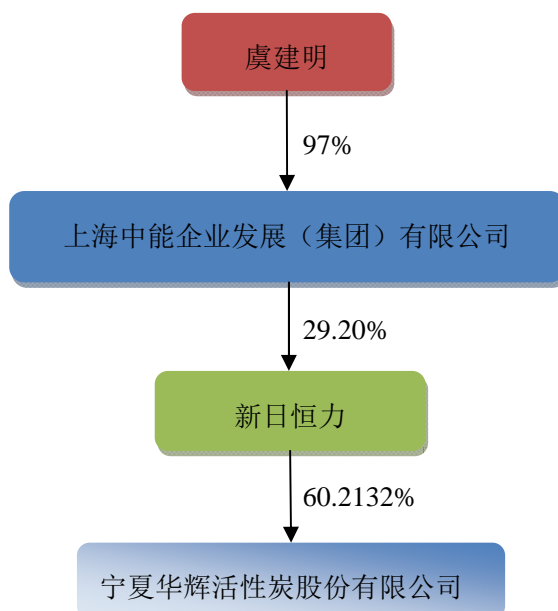 虞建明
97%
上海中能企业发展（集团）有限公司
29.20%
新日恒力
60.2132%
宁夏华辉活性炭股份有限公司